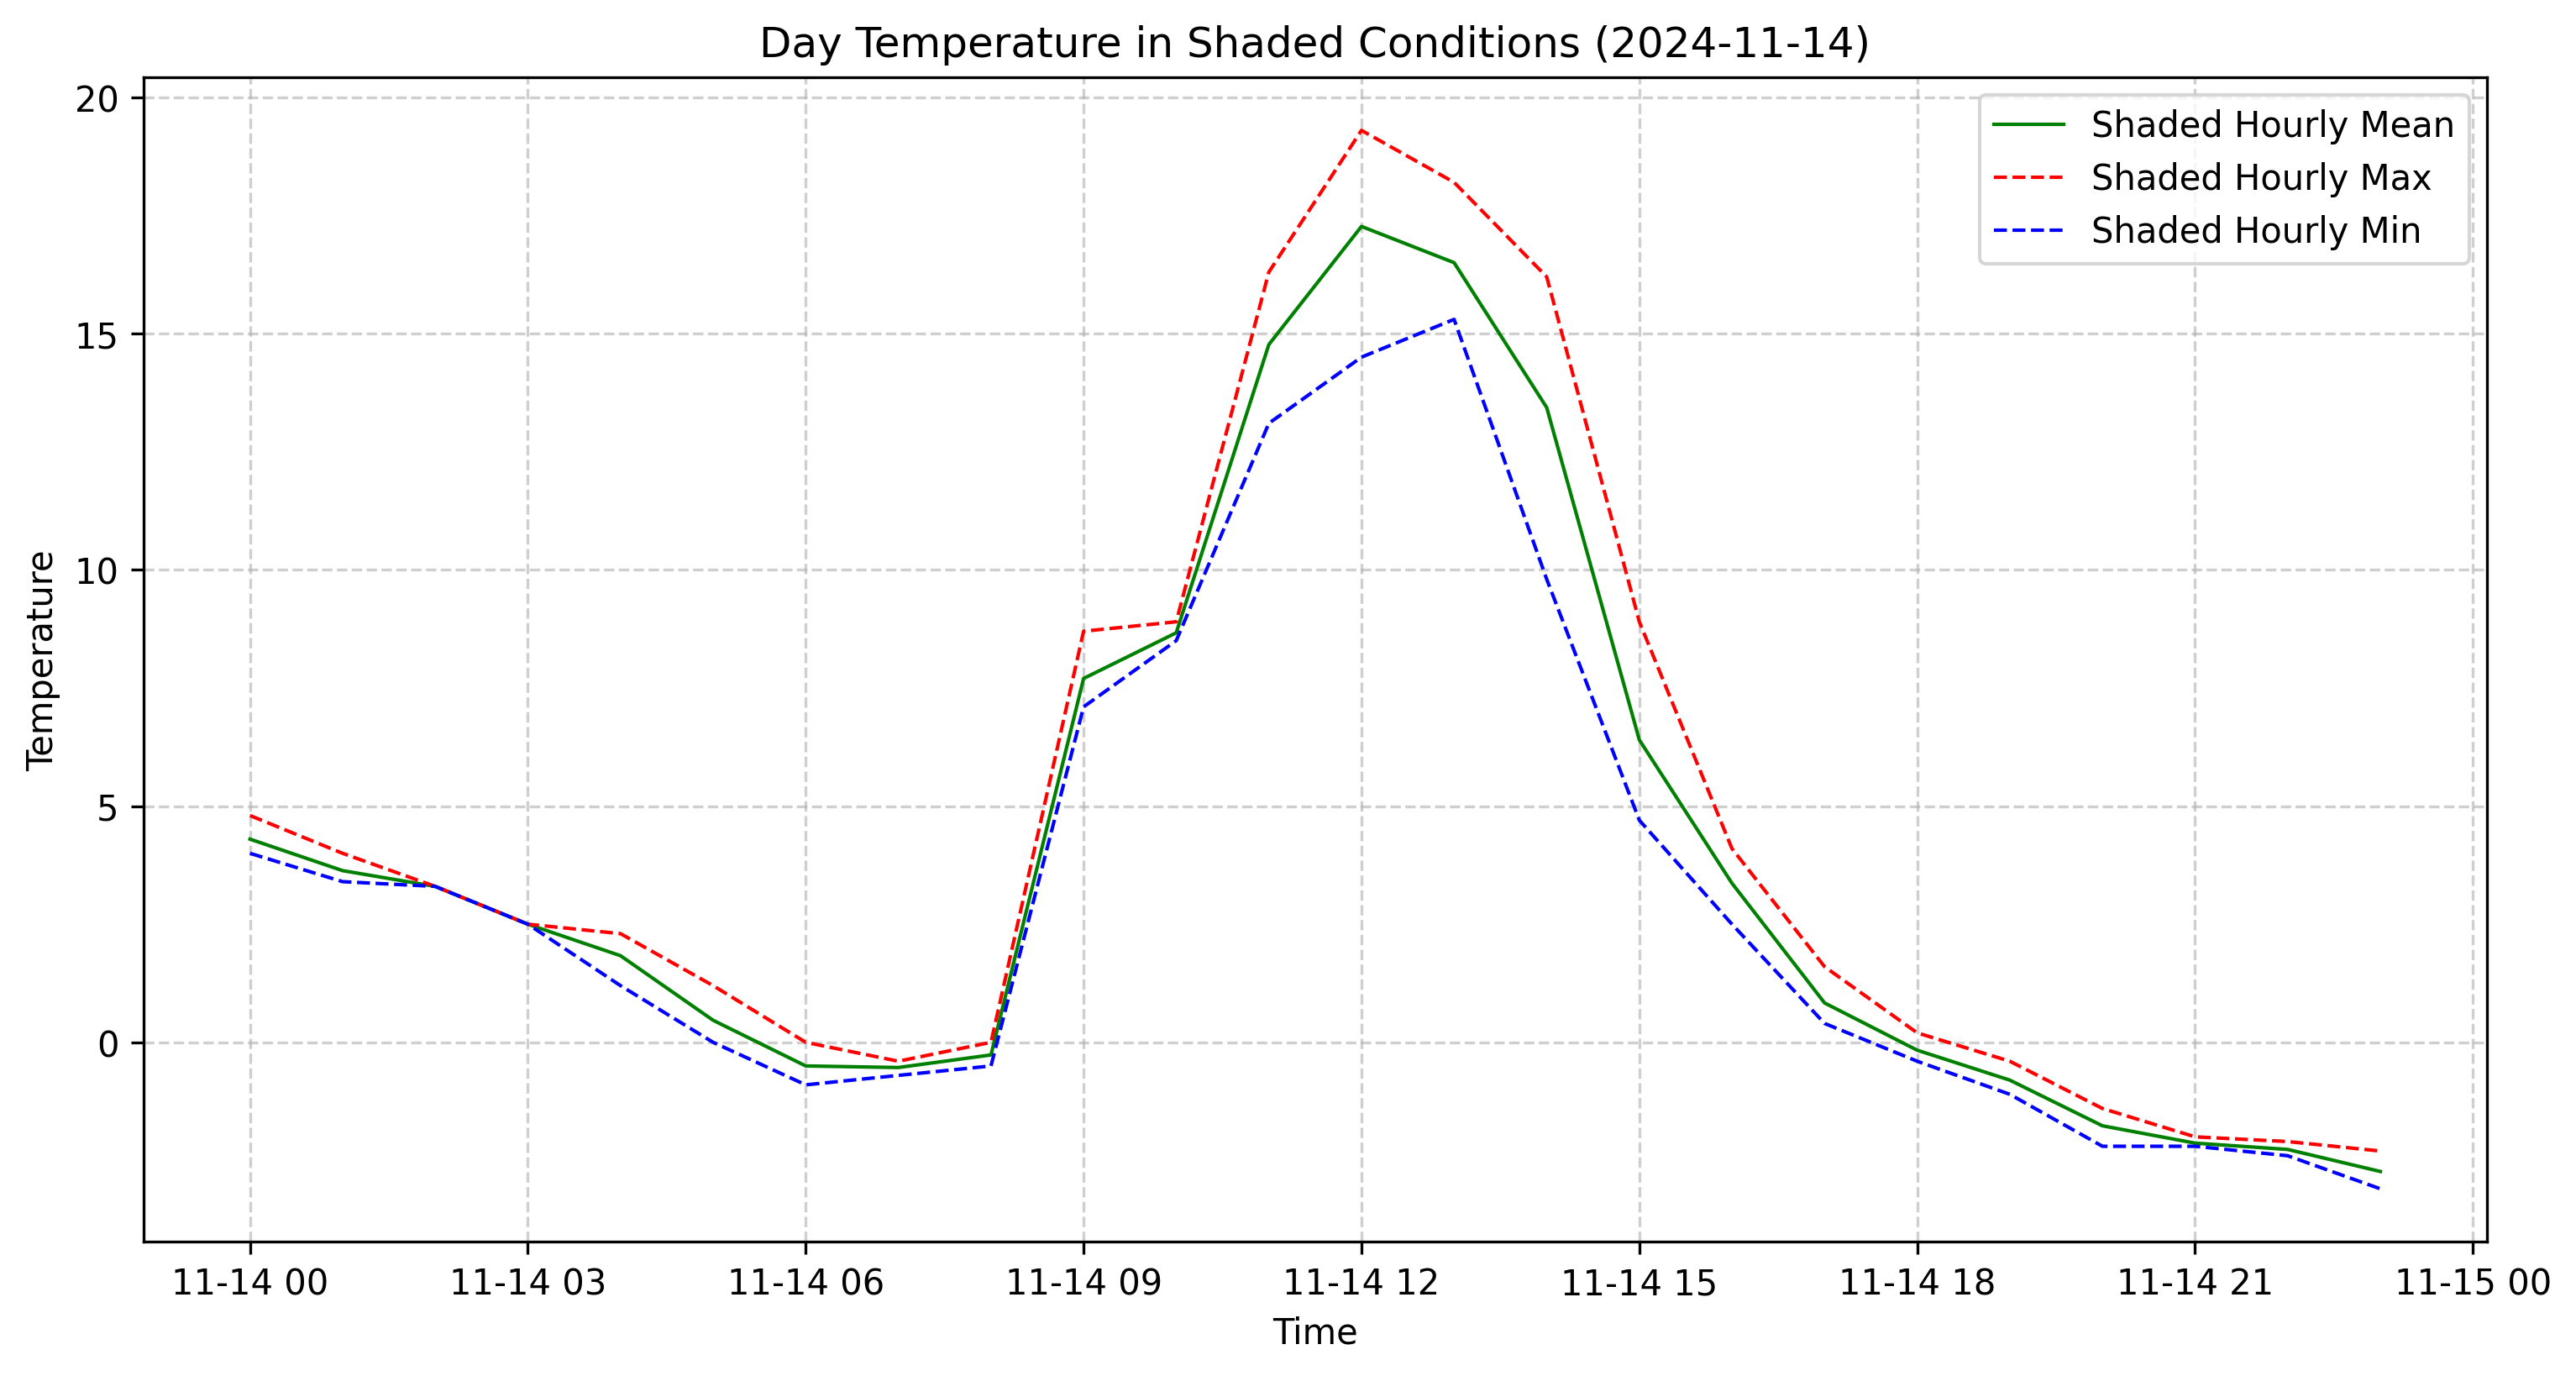 Day Temperature in Shaded Conditions (2024-11-14)
Shaded Hourly Mean
Shaded Hourly Max
Shaded Hourly Min
Temperature
20
15
10
5
0
11-14 00 11-14 03 11-14 06 11-14 09 11-14 12 11-14 15 11-14 18 11-14 21 11-15 00
Time